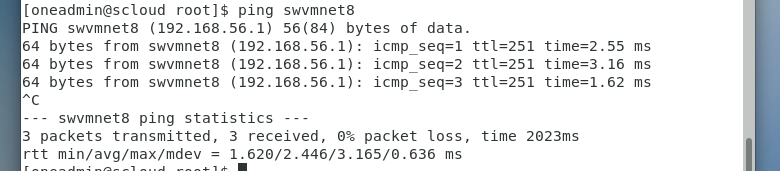 [oneadmin@scloud root]$ ping swvmnet8
PING swvmnet8 (192.168.56.1) 56(84) bytes of data.
64 bytes from swvmnet8 (192.168.56.1): icmp_seq=1 ttl=251 time=2.55 ms
64 bytes from swvmnet8 (192.168.56.1): icmp_seq=2 ttl=251 time=3.16 ms
64 bytes from swvmnet8 (192.168.56.1): icmp_seq=3 ttl=251 time=1.62 ms
^C
--- swvmnet8 ping statistics ---
3 packets transmitted, 3 received, 0% packet loss, time 2023ms
rtt min/avg/max/mdev = 1.620/2.446/3.165/0.636 ms
[oneadmin@scloud root]$